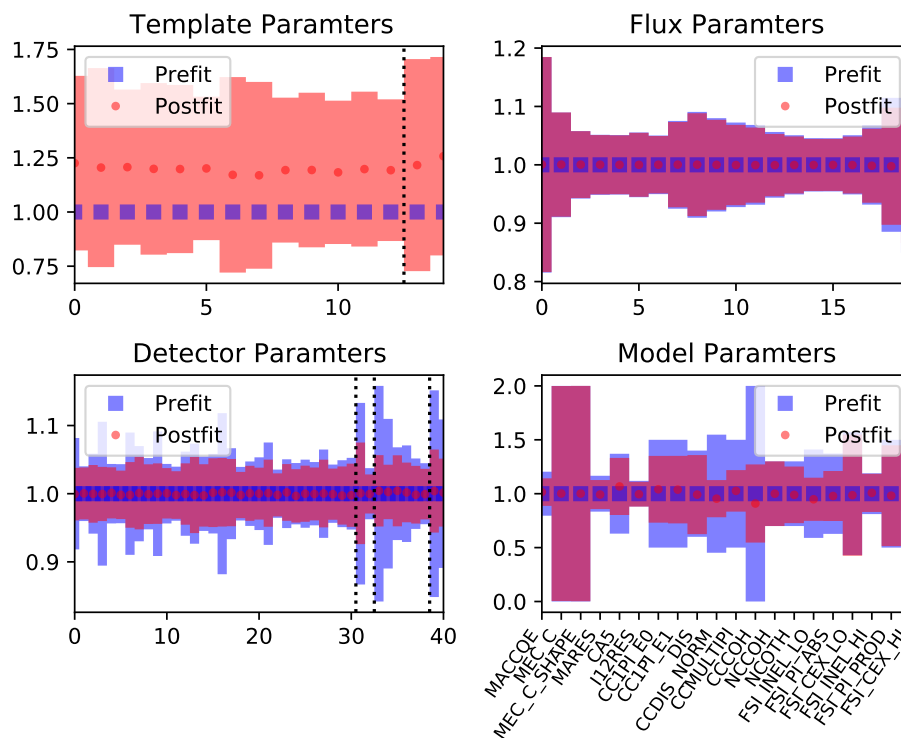 Template Paramters
1.75
1.50
1.25
1.00
0.75
0
5
10
Prefit
Postfit
Flux Paramters
1.2
1.1
1.0
0.9
0.8
0
5
10
15
Prefit
Postfit
Detector Paramters
1.1
1.0
0.9
0
10
20
30
40
Prefit
Postfit
Model Paramters
2.0
1.5
1.0
0.5
0.0
Prefit
Postfit
MACCQE
MEC_C
MEC_C_SHAPE
MARES
CA5
I12RES
CC1PI_E0
CC1PI_E1
DIS
CCDIS_NORM
CCMULTIPI
CCCOH
NCCOH
NCOTH
FSI_INEL_LO
FSI_PI_ABS
FSI_CEX_LO
FSI_INEL_HI
FSI_PI_PROD
FSI_CEX_HI